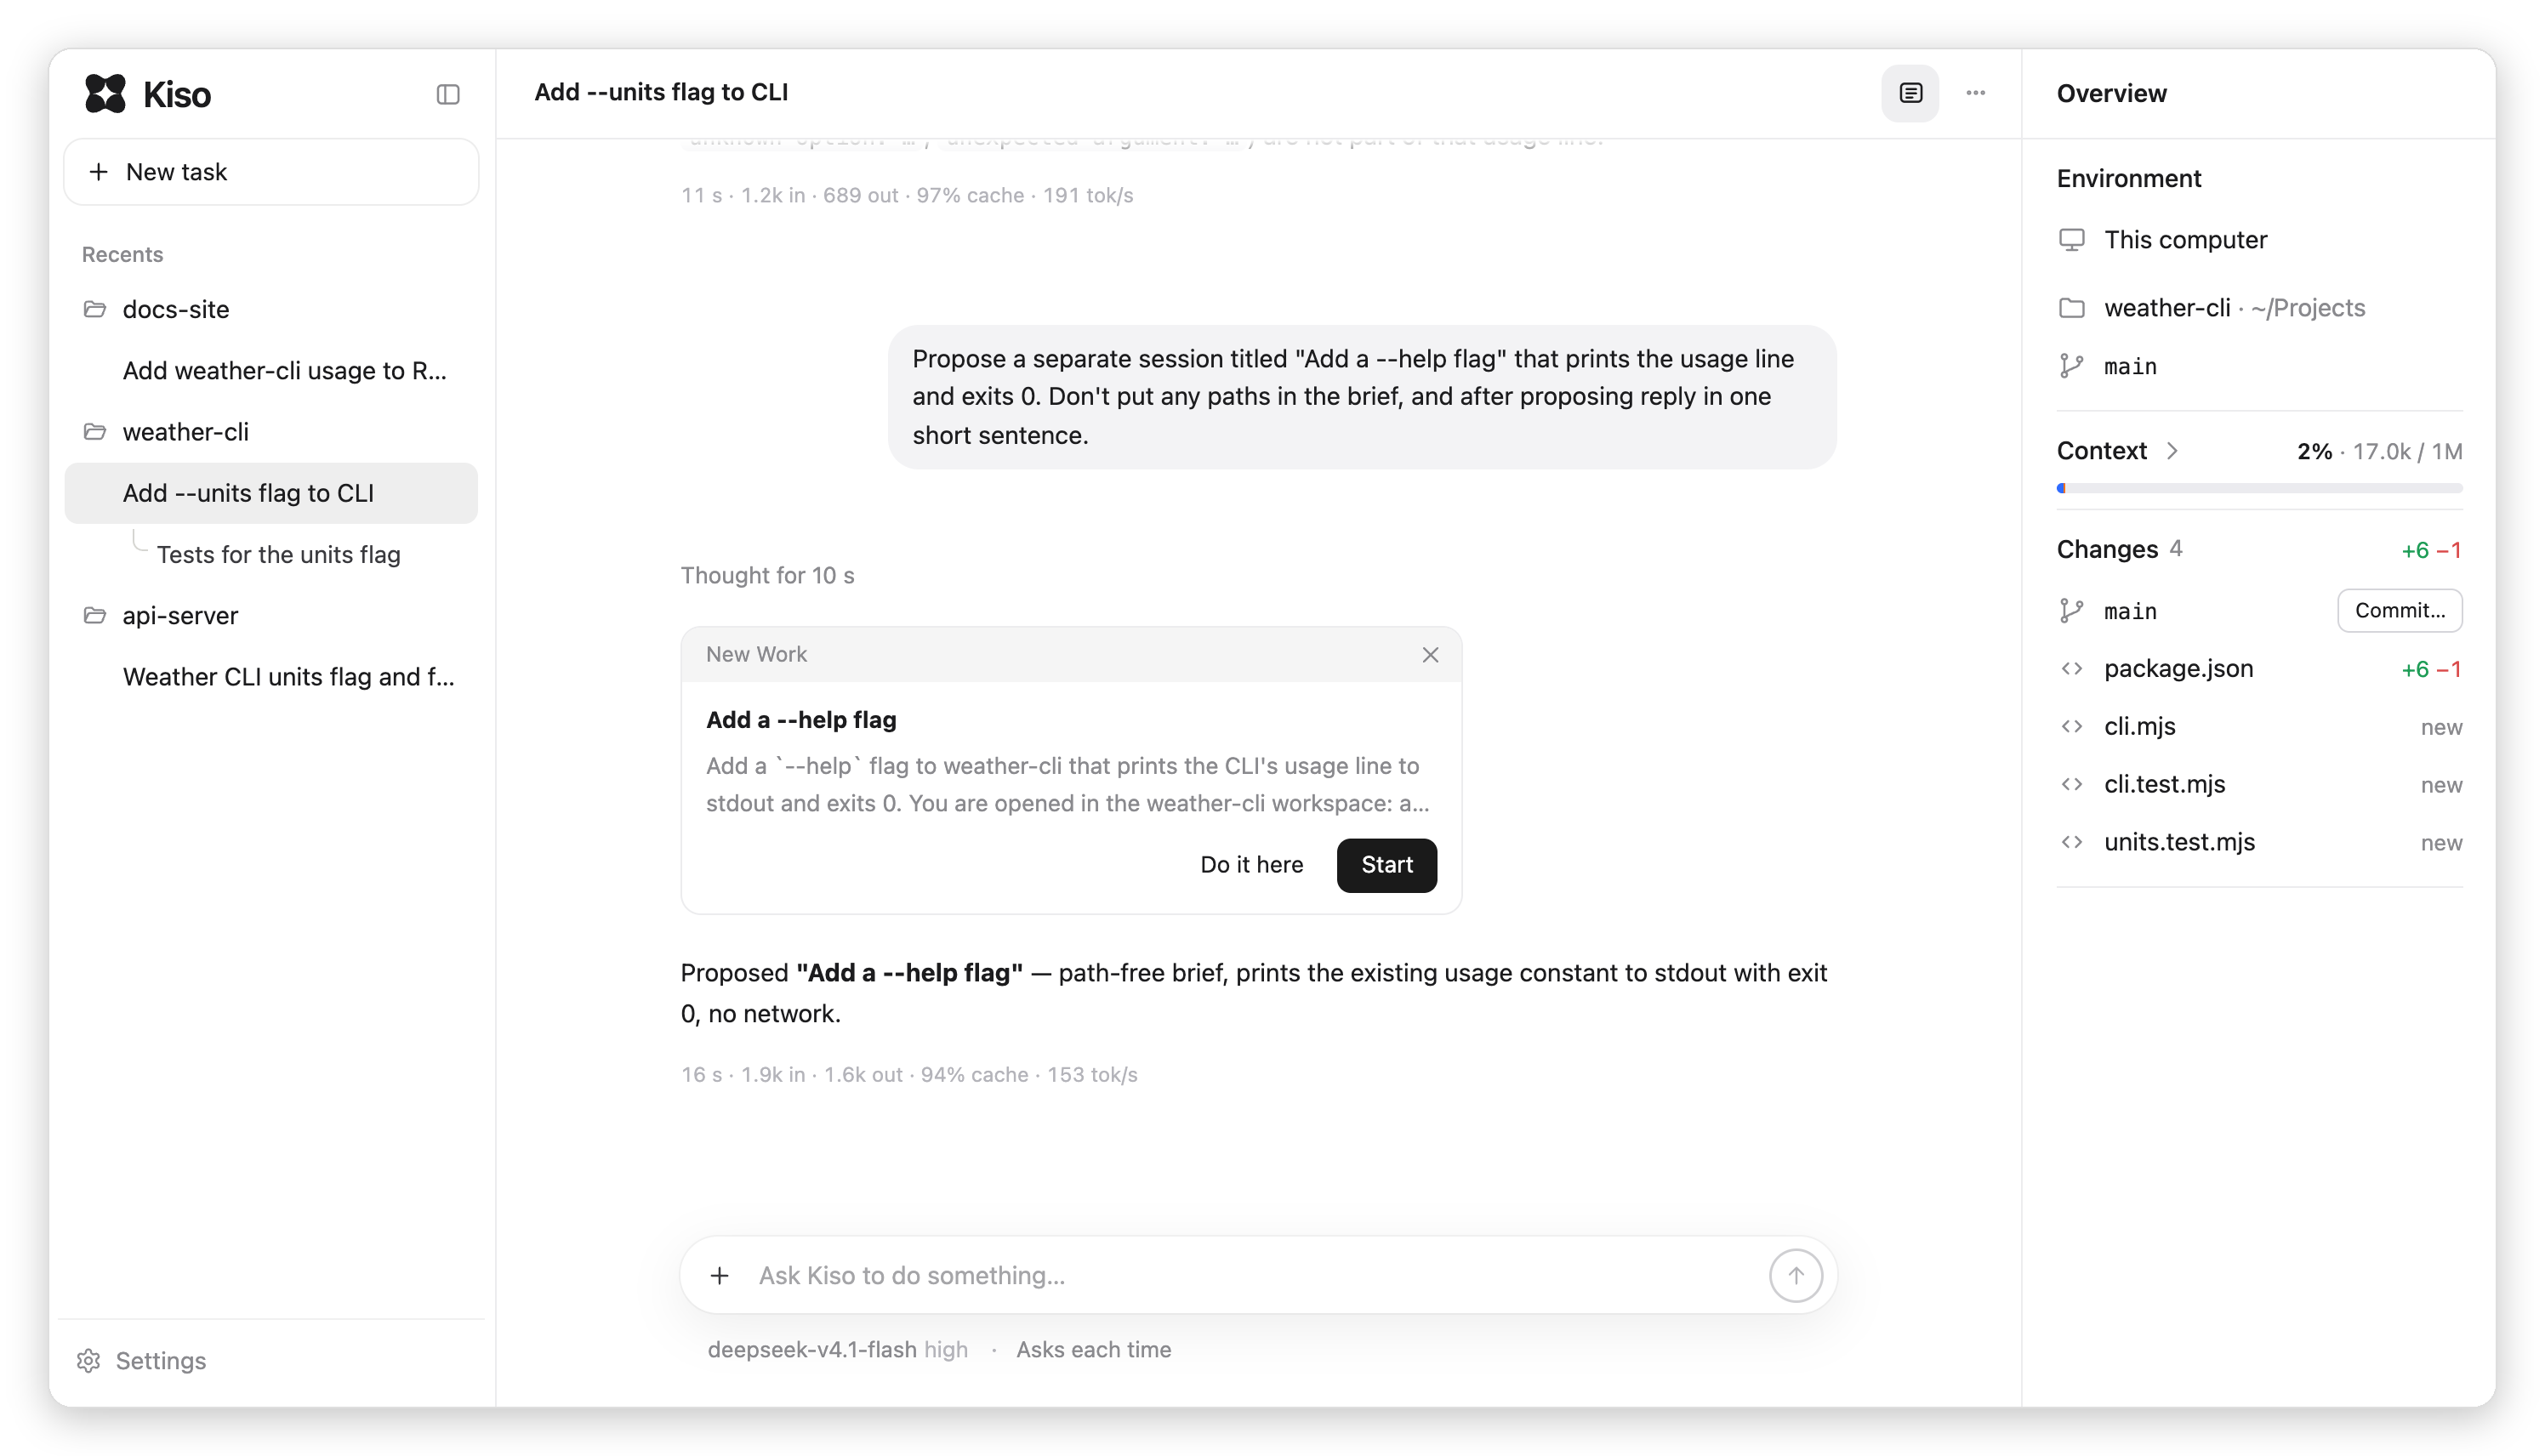 Kiso
New task
Recents
docs-site
Add weather-cli usage to R...
weather-cli
Add --units flag to CLI
Tests for the units flag
api-server
Weather CLI units flag and f...
Settings
Add --units flag to CLI
11 s · 1.2k in · 689 out · 97% cache · 191 tok/s
Propose a separate session titled "Add a --help flag" that prints the usage line
and exits 0. Don't put any paths in the brief, and after proposing reply in one
short sentence.
Thought for 10 s
New Work
Add a --help flag
Add a `--help` flag to weather-cli that prints the CLI's usage line to
stdout and exits 0. You are opened in the weather-cli workspace: a...
Do it here
Start
Proposed "Add a --help flag" — path-free brief, prints the existing usage constant to stdout with exit
0, no network.
16 s · 1.9k in · 1.6k out · 94% cache · 153 tok/s
Ask Kiso to do something...
deepseek-v4.1-flash high · Asks each time
Overview
Environment
This computer
weather-cli · ~/Projects
main
Context 2% · 17.0k / 1M
Changes 4 +6 −1
main Commit...
package.json +6 −1
cli.mjs new
cli.test.mjs new
units.test.mjs new